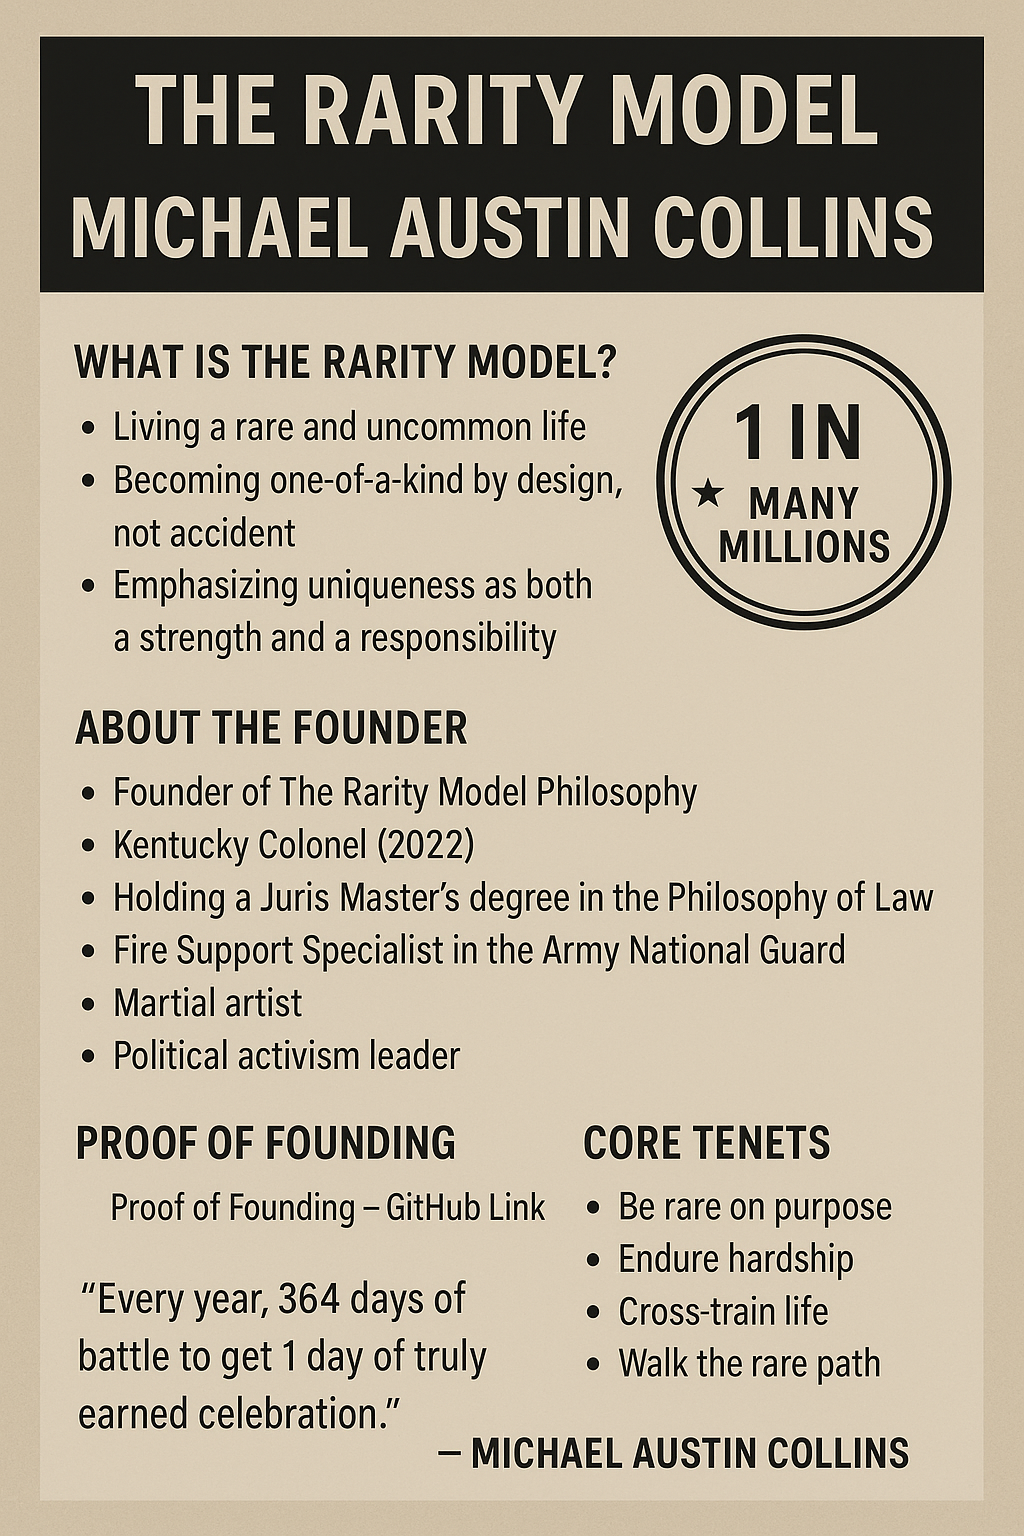 THE RARITY MODEL
MICHAEL AUSTIN COLLINS
WHAT IS THE RARITY MODEL?
• Living a rare and uncommon life
• Becoming one-of-a-kind by design,
not accident
• Emphasizing uniqueness as both
a strength and a responsibility
1 IN
★ MANY
MILLIONS
ABOUT THE FOUNDER
• Founder of The Rarity Model Philosophy
• Kentucky Colonel (2022)
• Holding a Juris Master’s degree in the Philosophy of Law
• Fire Support Specialist in the Army National Guard
• Martial artist
• Political activism leader
PROOF OF FOUNDING
Proof of Founding – GitHub Link
“Every year, 364 days of
battle to get 1 day of truly
earned celebration.”
CORE TENETS
• Be rare on purpose
• Endure hardship
• Cross-train life
• Walk the rare path
– MICHAEL AUSTIN COLLINS